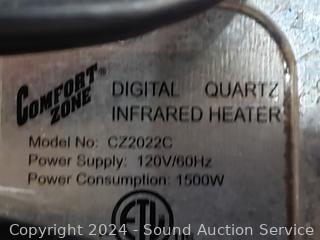 COMFORT ZONE®
DIGITAL QUARTZ
INFRARED HEATER
Model No: CZ2022C
Power Supply: 120V/60Hz
Power Consumption: 1500W
ETL
Copyright © 2024 - Sound Auction Service